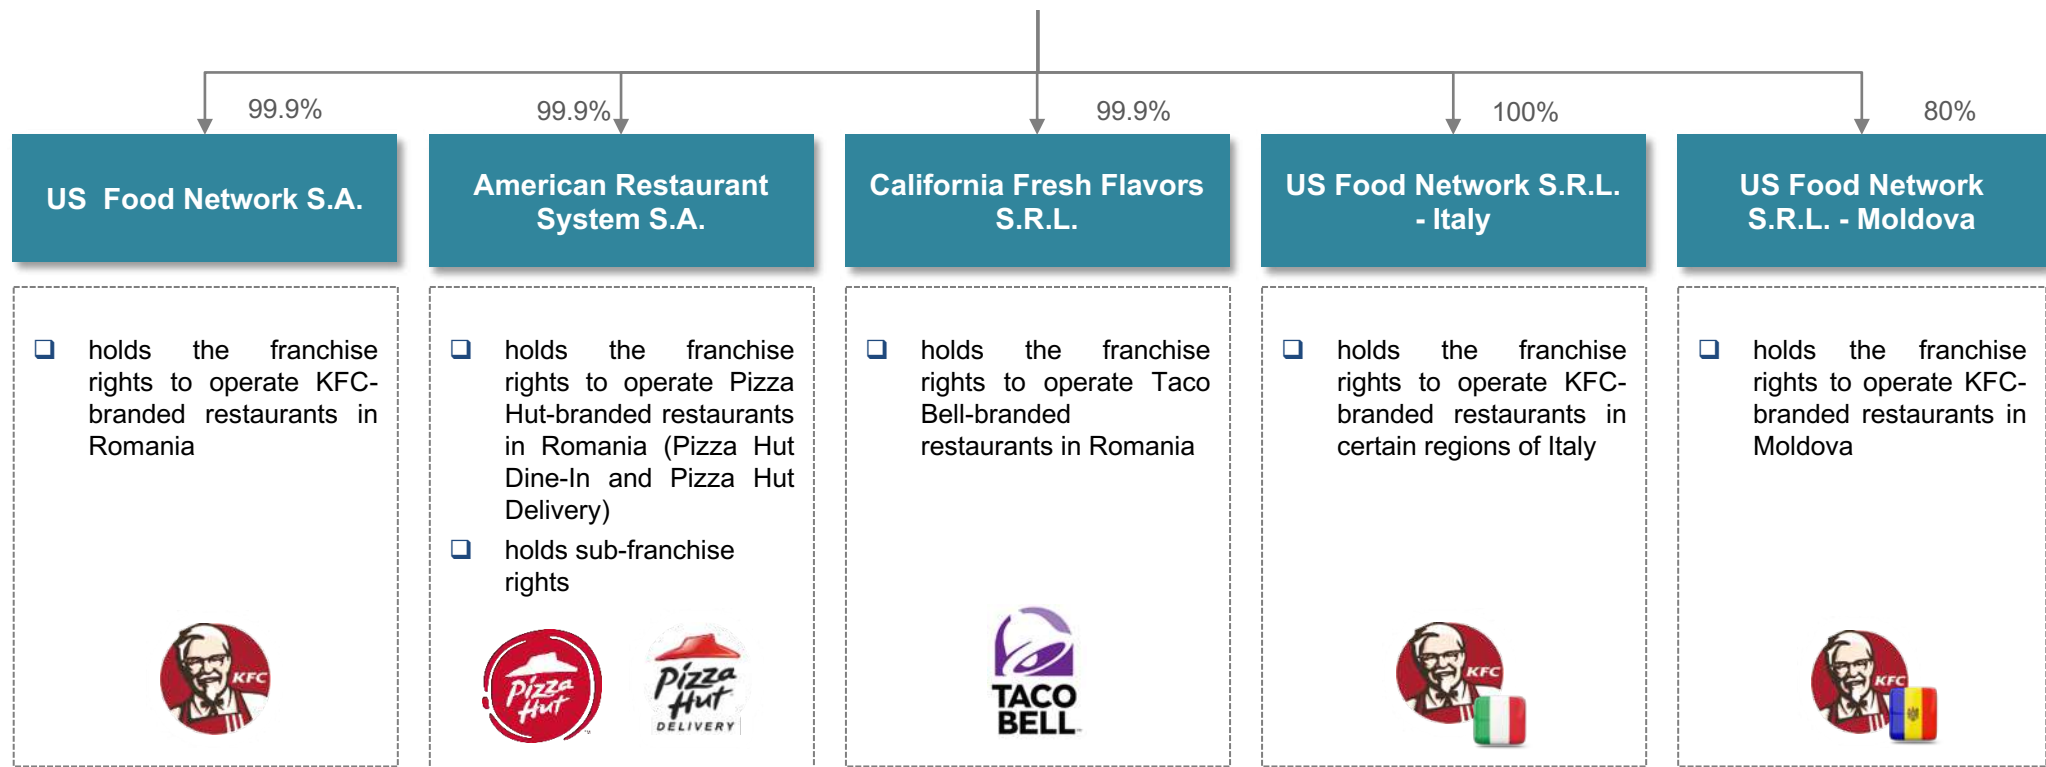 99.9%
99.9%
99.9%
100%
80%
US Food Network S.A.
American Restaurant
System S.A.
California Fresh Flavors
S.R.L.
US Food Network S.R.L.
- Italy
US Food Network
S.R.L. - Moldova
holds the franchise
rights to operate KFC-
branded restaurants in
Romania
holds the franchise
rights to operate Pizza
Hut-branded restaurants
in Romania (Pizza Hut
Dine-In and Pizza Hut
Delivery)
holds sub-franchise
rights
holds the franchise
rights to operate Taco
Bell-branded
restaurants in Romania
holds the franchise
rights to operate KFC-
branded restaurants in
certain regions of Italy
holds the franchise
rights to operate KFC-
branded restaurants in
Moldova
KFC
Pizza
Hut
Pizza
Hut
DELIVERY
TACO
BELL
KFC
KFC